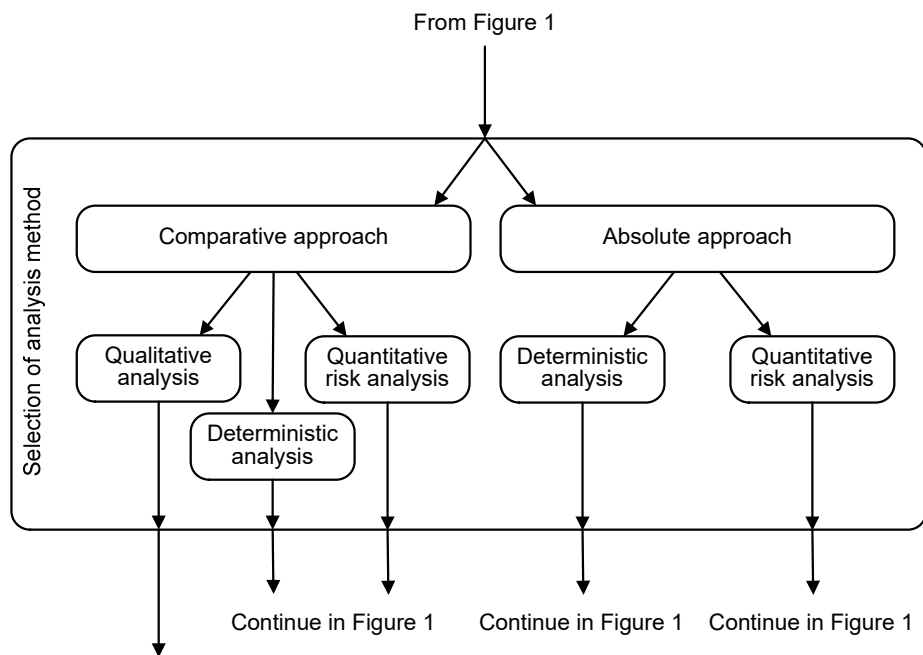 From Figure 1
Selection of analysis method
Comparative approach
Absolute approach
Qualitative
analysis
Quantitative
risk analysis
Deterministic
analysis
Quantitative
risk analysis
Deterministic
analysis
Continue in Figure 1
Continue in Figure 1
Continue in Figure 1